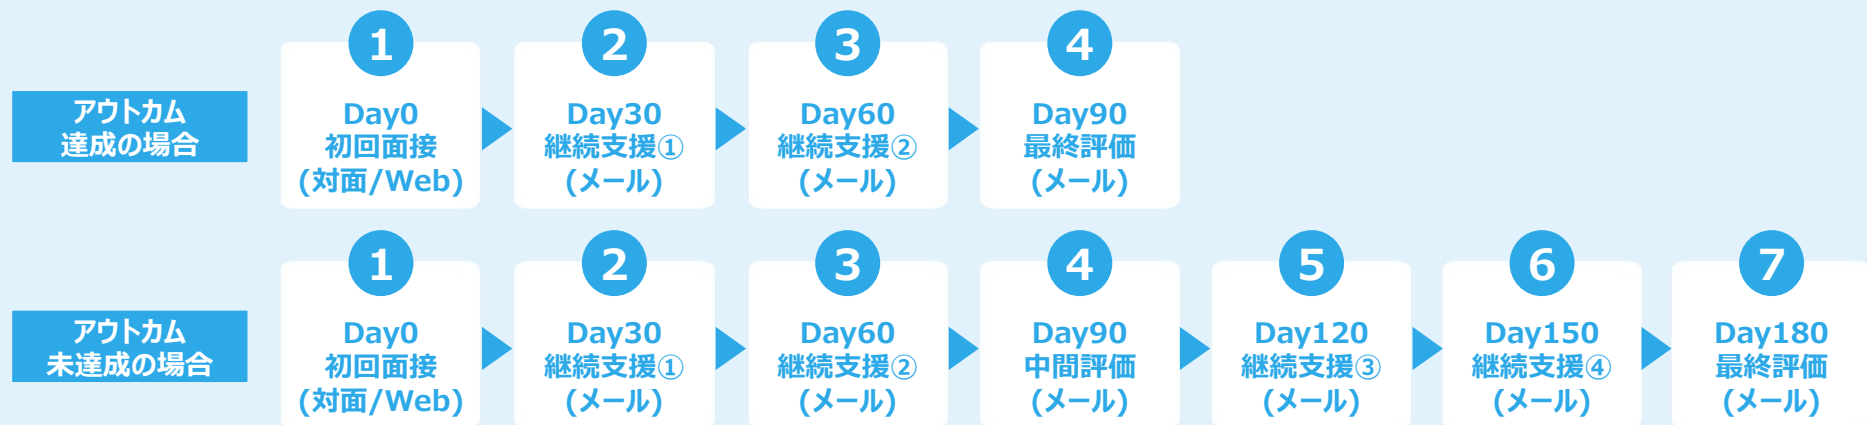 アウトカム
達成の場合
1
Day0
初回面接
(対面/Web)
2
Day30
継続支援①
(メール)
3
Day60
継続支援②
(メール)
4
Day90
最終評価
(メール)
アウトカム
未達成の場合
1
Day0
初回面接
(対面/Web)
2
Day30
継続支援①
(メール)
3
Day60
継続支援②
(メール)
4
Day90
中間評価
(メール)
5
Day120
継続支援③
(メール)
6
Day150
継続支援④
(メール)
7
Day180
最終評価
(メール)